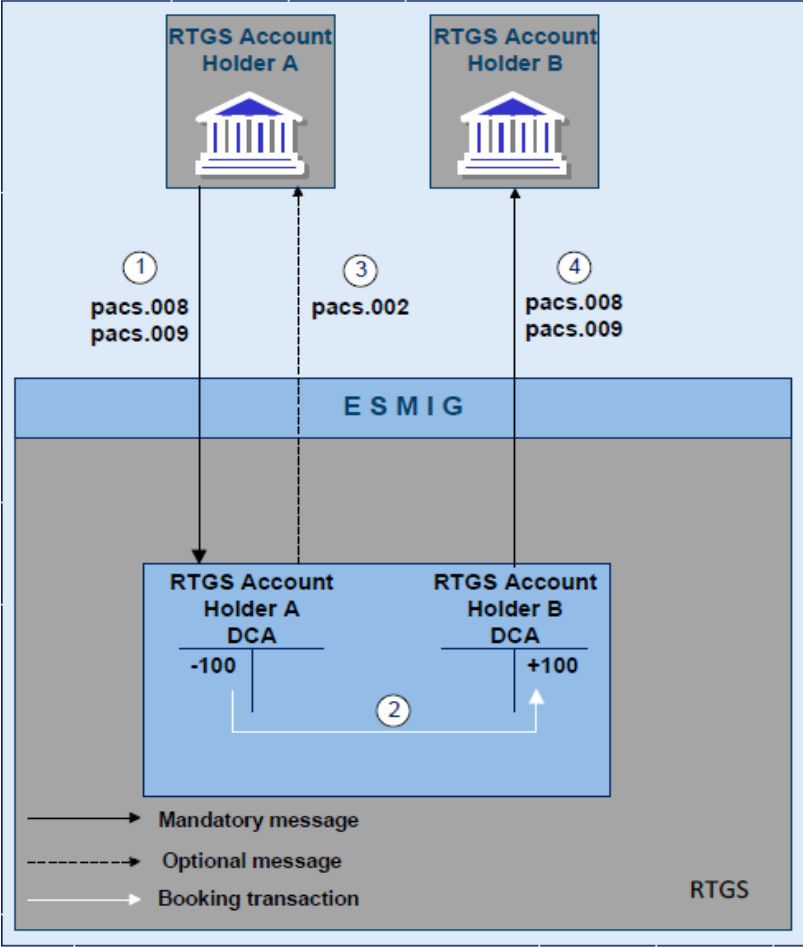 RTGS Account
Holder A
RTGS Account
Holder B
1
pacs.008
pacs.009
3
pacs.002
4
pacs.008
pacs.009
E S M I G
RTGS Account
Holder A
DCA
-100
RTGS Account
Holder B
DCA
+100
2
Mandatory message
Optional message
Booking transaction
RTGS